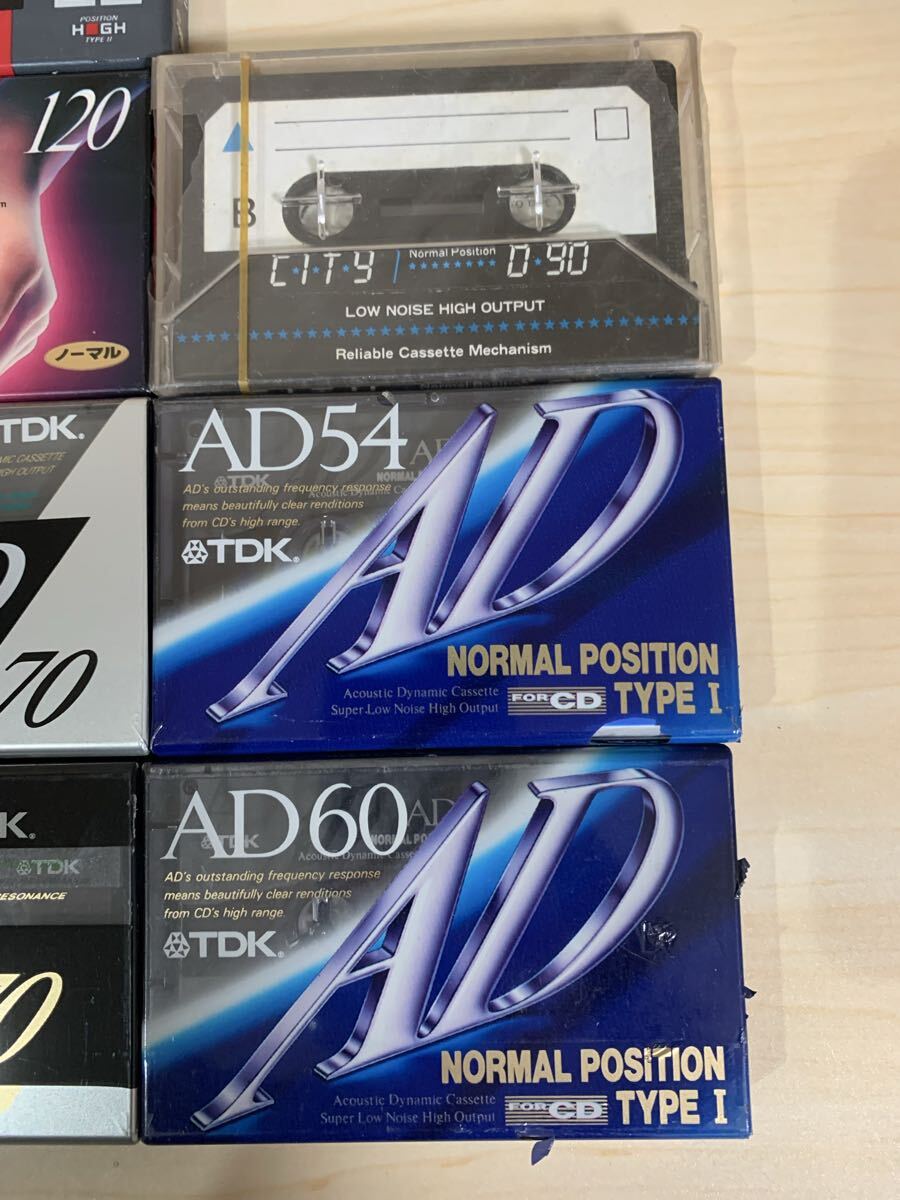 POSITION
HIGH
TYPE II
120
ノーマル
B
C★I★T★Y
Normal Position
D★90
LOW NOISE HIGH OUTPUT
Reliable Cassette Mechanism
TDK.
OUTPUT
70
AD54
AD's outstanding frequency response
means beautifully clear renditions
from CD's high range.
TDK.
AD
NORMAL POSITION
Acoustic Dynamic Cassette
Super Low Noise High Output
FOR CD
TYPE I
TDK
RESONANCE
AD60
TDK
AD's outstanding frequency response
means beautifully clear renditions
from CD's high range
TDK.
AD
NORMAL POSITION
Acoustic Dynamic Cassette
Super Low Noise High Output
FOR CD
TYPE I